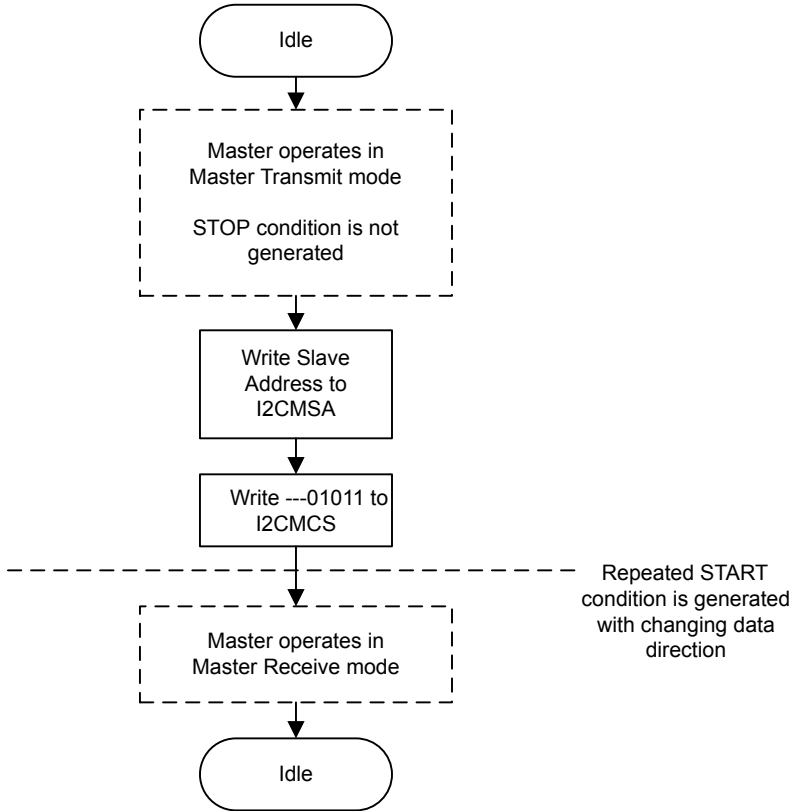 Idle
Master operates in
Master Transmit mode
STOP condition is not
generated
Write Slave
Address to
I2CMSA
Write ---01011 to
I2CMCS
Repeated START
condition is generated
with changing data
direction
Master operates in
Master Receive mode
Idle